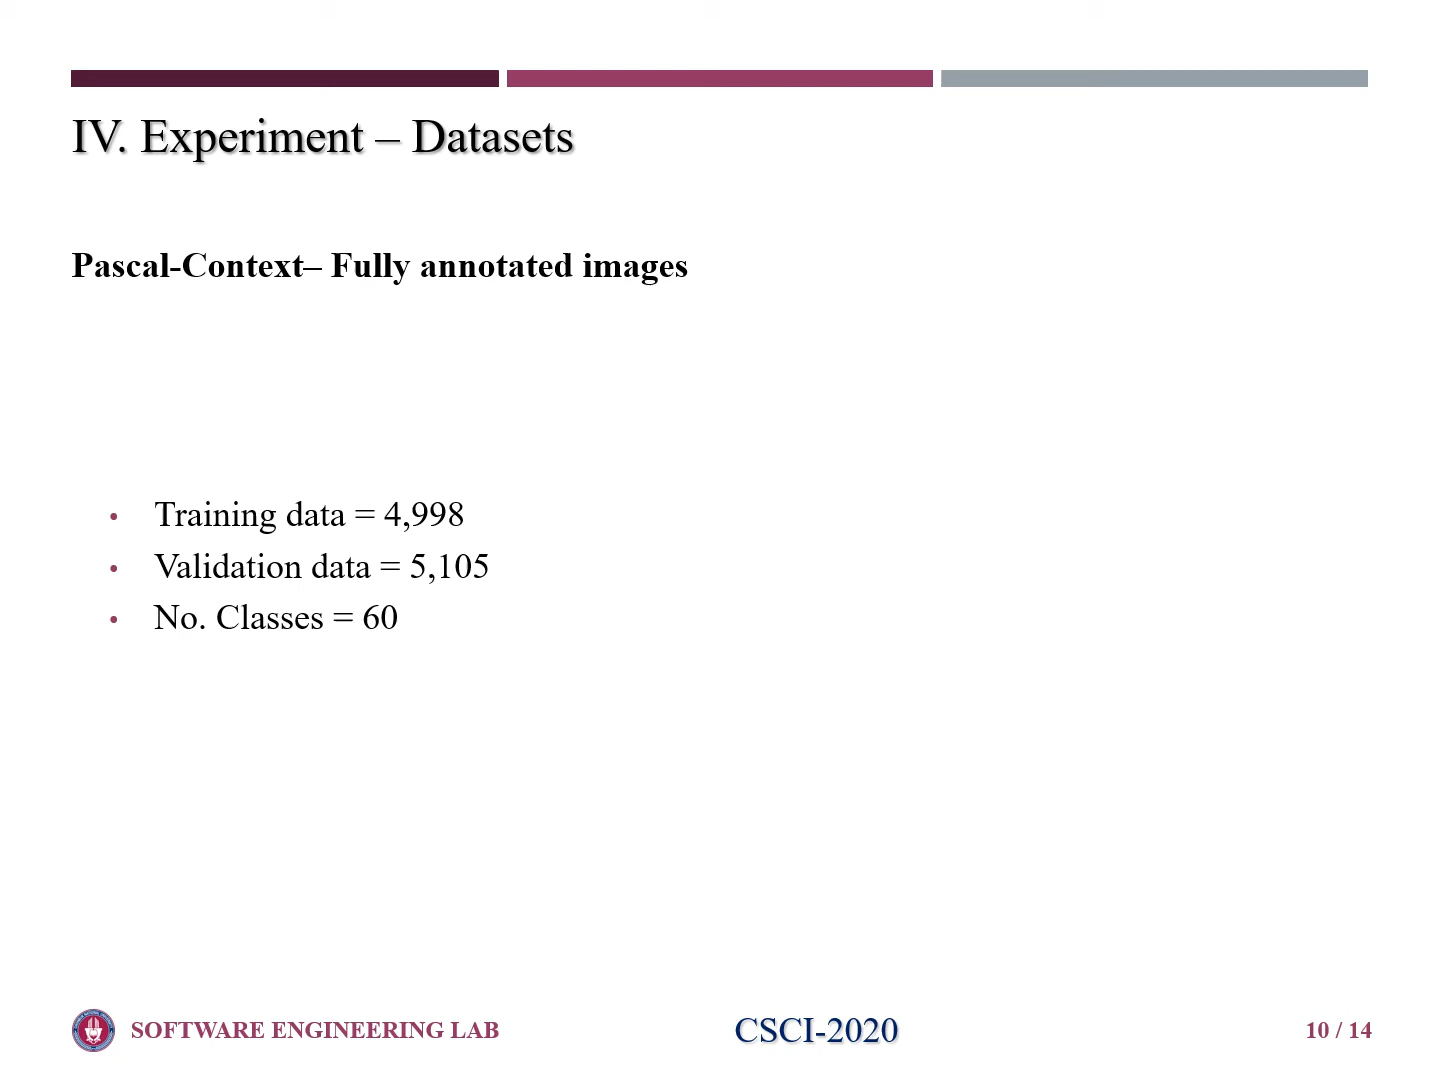 IV. Experiment – Datasets
Pascal-Context– Fully annotated images
• Training data = 4,998
• Validation data = 5,105
• No. Classes = 60
SOFTWARE ENGINEERING LAB
CSCI-2020
10 / 14